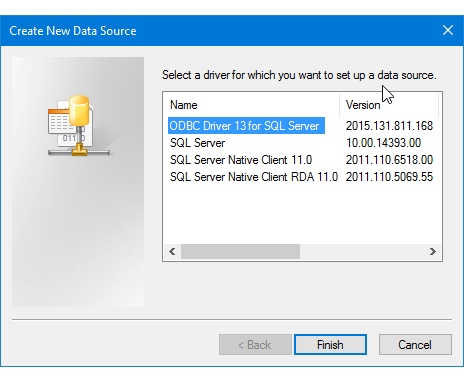 Create New Data Source
Select a driver for which you want to set up a data source.
Name Version
ODBC Driver 13 for SQL Server 2015.131.811.168
SQL Server 10.00.14393.00
SQL Server Native Client 11.0 2011.110.6518.00
SQL Server Native Client RDA 11.0 2011.110.5069.55
< Back Finish Cancel